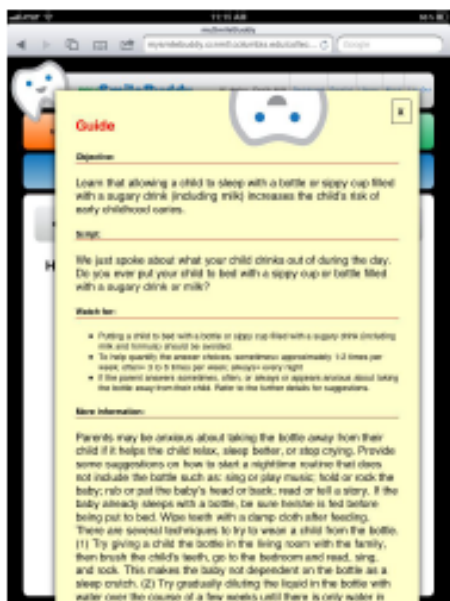 11:15 AM
mySmileBuddy
Google
mySmileBuddy
x
Guide
Objective:
Learn that allowing a child to sleep with a bottle or sippy cup filled
with a sugary drink (including milk) increases the child's risk of
early childhood caries.
Script:
We just spoke about what your child drinks out of during the day.
Do you ever put your child to bed with a sippy cup or bottle filled
with a sugary drink or milk?
Watch for:
Putting a child to bed with a bottle or sippy cup filled with a sugary drink (including
milk and formula) should be avoided.
To help quantify the answer choices, sometimes= approximately 1-2 times per
week; often= 3 to 5 times per week; always= every night
If the parent answers sometimes, often, or always or appears anxious about taking
the bottle away from their child. Refer to the further details for suggestions.
More information:
Parents may be anxious about taking the bottle away from their
child if it helps the child relax, sleep better, or stop crying. Provide
some suggestions on how to start a nighttime routine that does
not include the bottle such as: sing or play music; hold or rock the
baby; rub or pat the baby's head or back; read or tell a story. If the
baby already sleeps with a bottle, be sure he/she is fed before
being put to bed. Wipe teeth with a damp cloth after feeding.
There are several techniques to try to wean a child from the bottle.
(1) Try giving a child the bottle in the living room with the family,
then brush the child's teeth, go to the bedroom and read, sing,
and rock. This makes the baby not dependent on the bottle as a
sleep crutch. (2) Try gradually diluting the liquid in the bottle with
water over the course of a few weeks until there is only water in